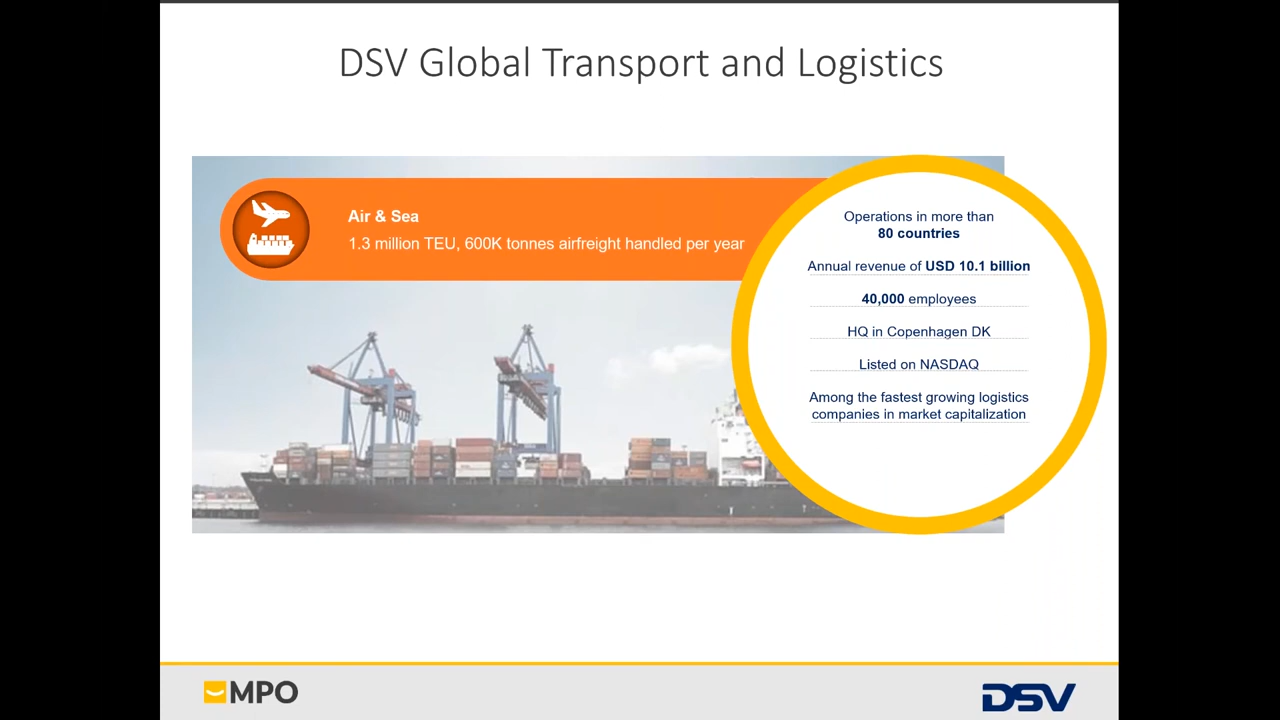 DSV Global Transport and Logistics
Air & Sea
1.3 million TEU, 600K tonnes airfreight handled per year
Operations in more than
80 countries
Annual revenue of USD 10.1 billion
40,000 employees
HQ in Copenhagen DK
Listed on NASDAQ
Among the fastest growing logistics
companies in market capitalization
MPO
DSV